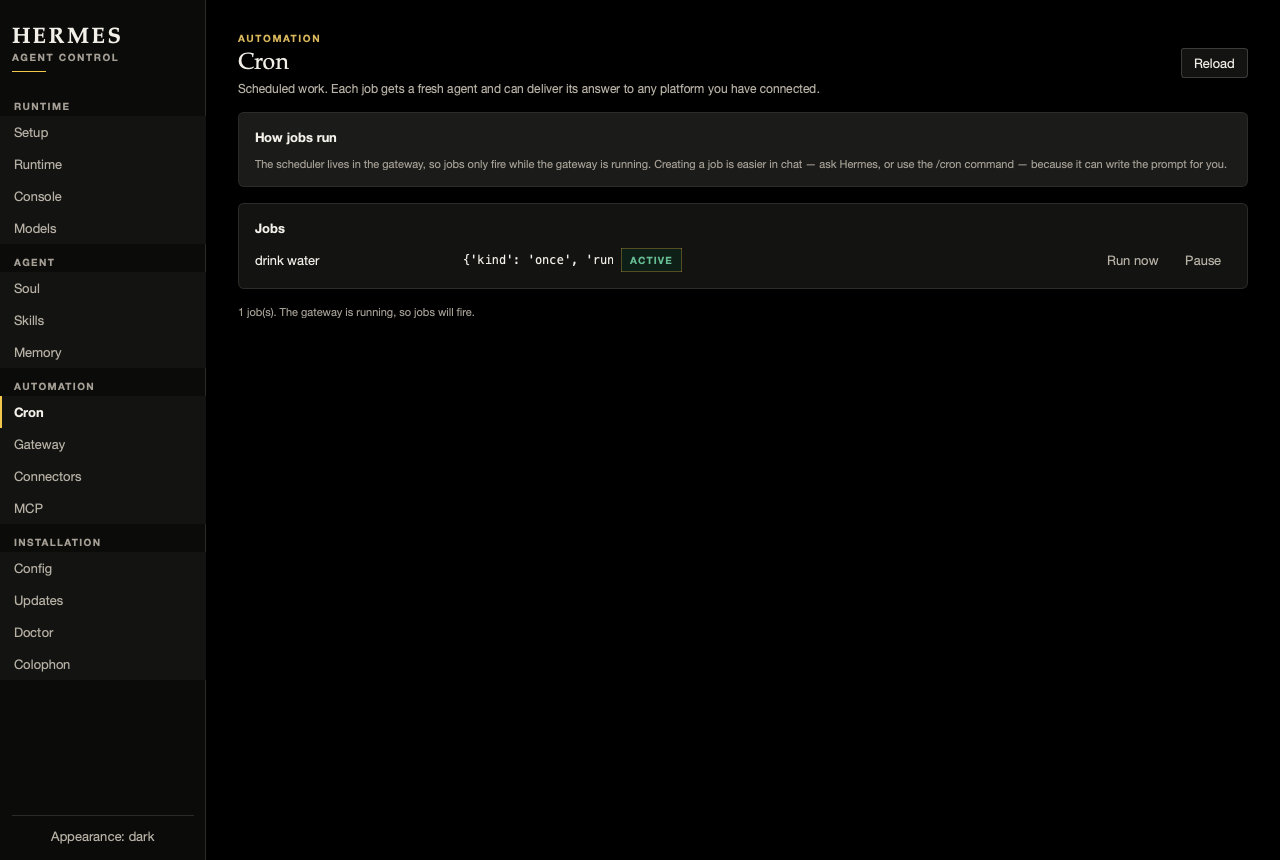 HERMES
AGENT CONTROL
RUNTIME
Setup
Runtime
Console
Models
AGENT
Soul
Skills
Memory
AUTOMATION
Cron
Gateway
Connectors
MCP
INSTALLATION
Config
Updates
Doctor
Colophon
Appearance: dark
AUTOMATION
Cron
Reload
Scheduled work. Each job gets a fresh agent and can deliver its answer to any platform you have connected.
How jobs run
The scheduler lives in the gateway, so jobs only fire while the gateway is running. Creating a job is easier in chat — ask Hermes, or use the /cron command — because it can write the prompt for you.
Jobs
drink water {'kind': 'once', 'run ACTIVE Run now Pause
1 job(s). The gateway is running, so jobs will fire.